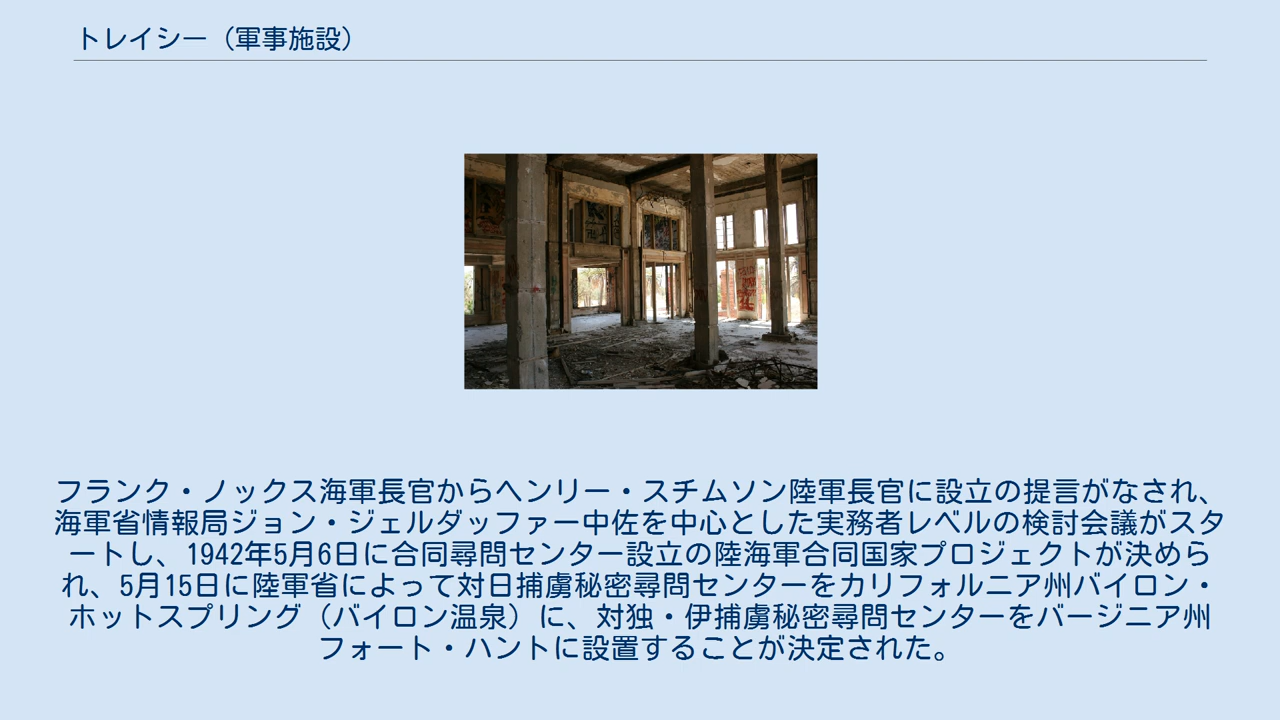 トレイシー（軍事施設）
フランク・ノックス海軍長官からヘンリー・スチムソン陸軍長官に設立の提言がなされ、
海軍省情報局ジョン・ジェルダッファー中佐を中心とした実務者レベルの検討会議がスタ
ートし、1942年5月6日に合同尋問センター設立の陸海軍合同国家プロジェクトが決めら
れ、5月15日に陸軍省によって対日捕虜秘密尋問センターをカリフォルニア州バイロン・
ホットスプリング（バイロン温泉）に、対独・伊捕虜秘密尋問センターをバージニア州
フォート・ハントに設置することが決定された。